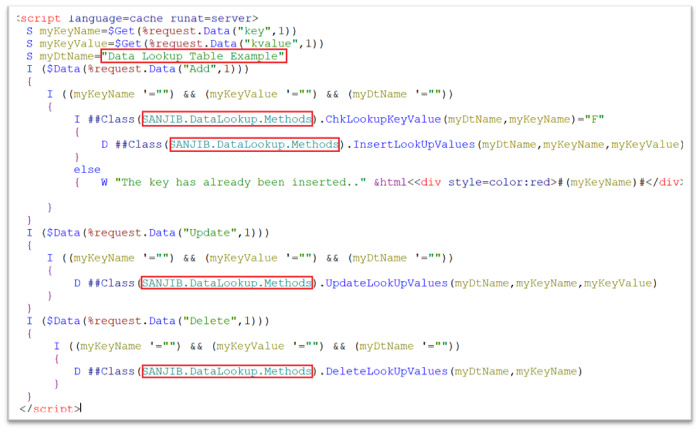 <script language=cache runat=server>
S myKeyName=$Get(%request.Data("key",1))
S myKeyValue=$Get(%request.Data("kvalue",1))
S myDtName="Data Lookup Table Example"
I ($Data(%request.Data("Add",1)))
{
I ((myKeyName '="") && (myKeyValue '="") && (myDtName '=""))
{
I ##Class(SANJIB.DataLookup.Methods).ChkLookupKeyValue(myDtName,myKeyName)="F"
{
D ##Class(SANJIB.DataLookup.Methods).InsertLookUpValues(myDtName,myKeyName,myKeyValue)
}
else
{ W "The key has already been inserted.." &html<<div style=color:red>#(myKeyName)#</div>
}
}
I ($Data(%request.Data("Update",1)))
{
I ((myKeyName '="") && (myKeyValue '="") && (myDtName '=""))
{
D ##Class(SANJIB.DataLookup.Methods).UpdateLookUpValues(myDtName,myKeyName,myKeyValue)
}
}
I ($Data(%request.Data("Delete",1)))
{
I ((myKeyName '="") && (myKeyValue '="") && (myDtName '=""))
{
D ##Class(SANJIB.DataLookup.Methods).DeleteLookUpValues(myDtName,myKeyName)
}
}
</script>